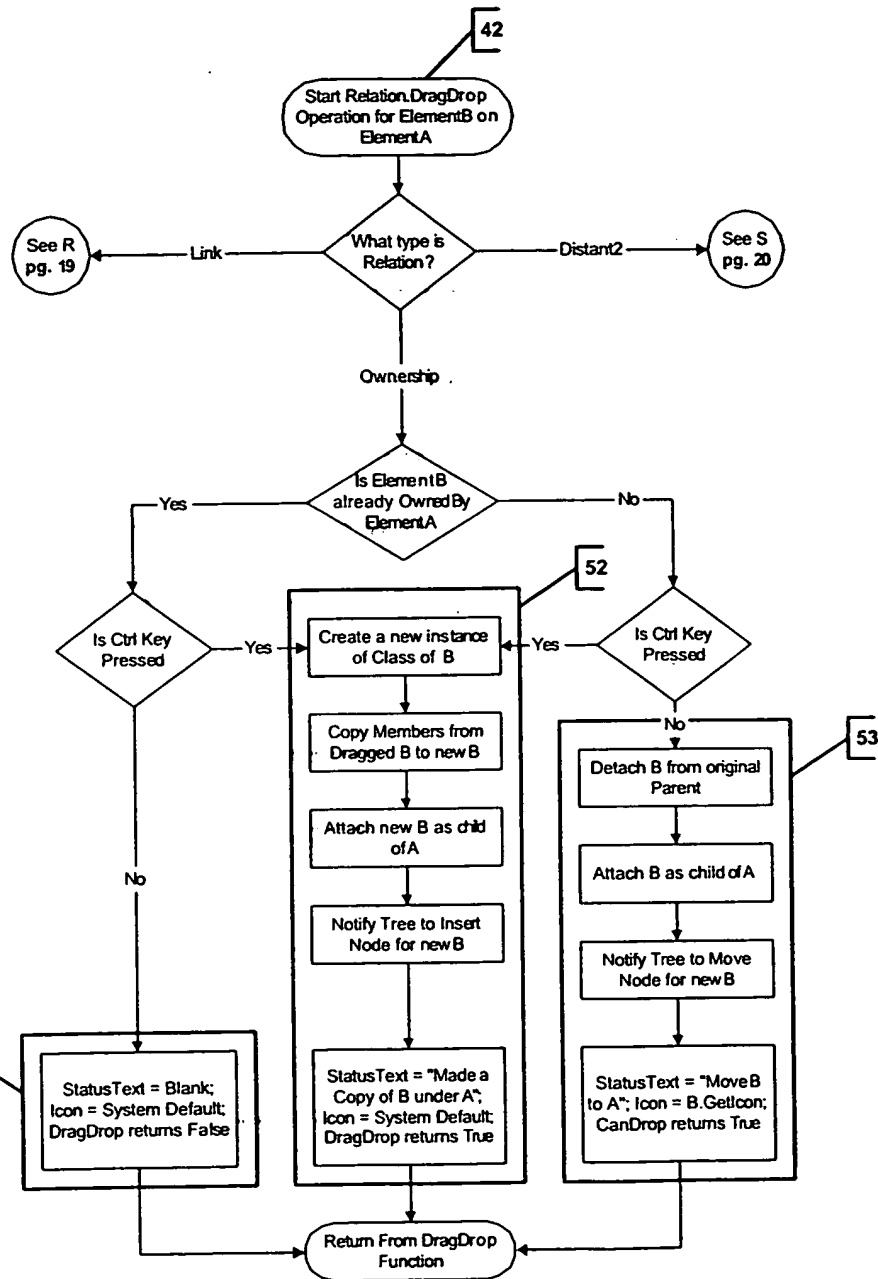 42
Start Relation.DragDrop
Operation for ElementB on
ElementA
What type is
Relation?
Link
See R
pg. 19
Distant2
See S
pg. 20
Ownership
Is ElementB
already OwnedBy
ElementA
Yes
No
52
Is Ctrl Key
Pressed
Yes
Create a new instance
of Class of B
Yes
Is Ctrl Key
Pressed
No
53
Copy Members from
Dragged B to new B
Detach B from original
Parent
Attach new B as child
of A
Attach B as child of A
No
Notify Tree to Insert
Node for new B
Notify Tree to Move
Node for new B
StatusText = Blank;
Icon = System Default;
DragDrop returns False
StatusText = "Made a
Copy of B under A";
Icon = System Default;
DragDrop returns True
StatusText = "Move B
to A"; Icon = B.GetIcon;
CanDrop returns True
Return From DragDrop
Function